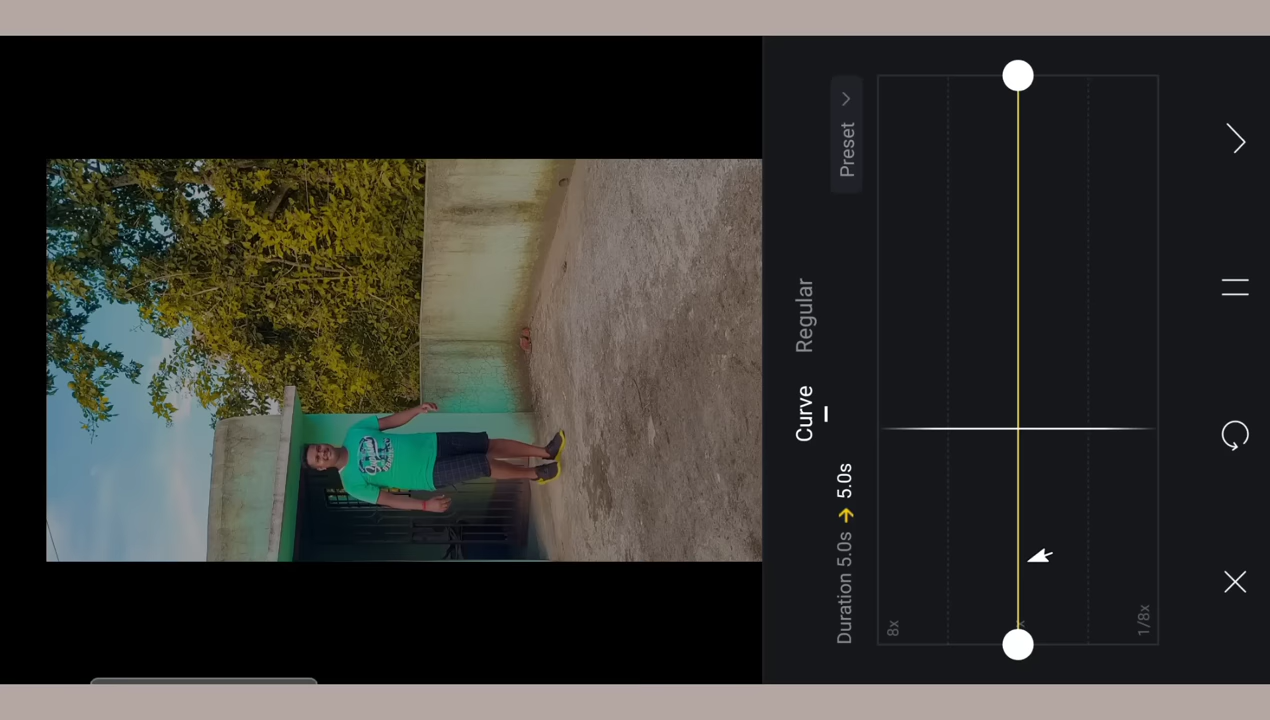 Duration 5.0s → 5.0s
Curve
Regular
Preset
8x
x
1/8x